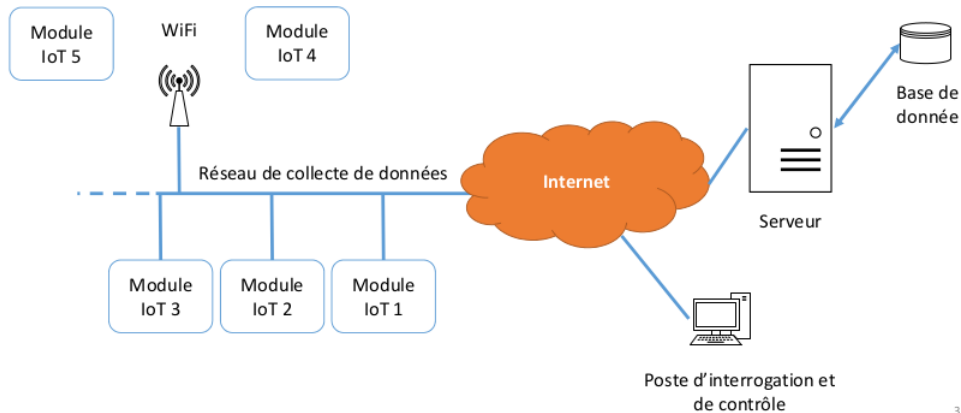 Module
IoT 5
WiFi
Module
IoT 4
Base de
donnée
Réseau de collecte de données
Internet
Serveur
Module
IoT 3
Module
IoT 2
Module
IoT 1
Poste d’interrogation et
de contrôle
3